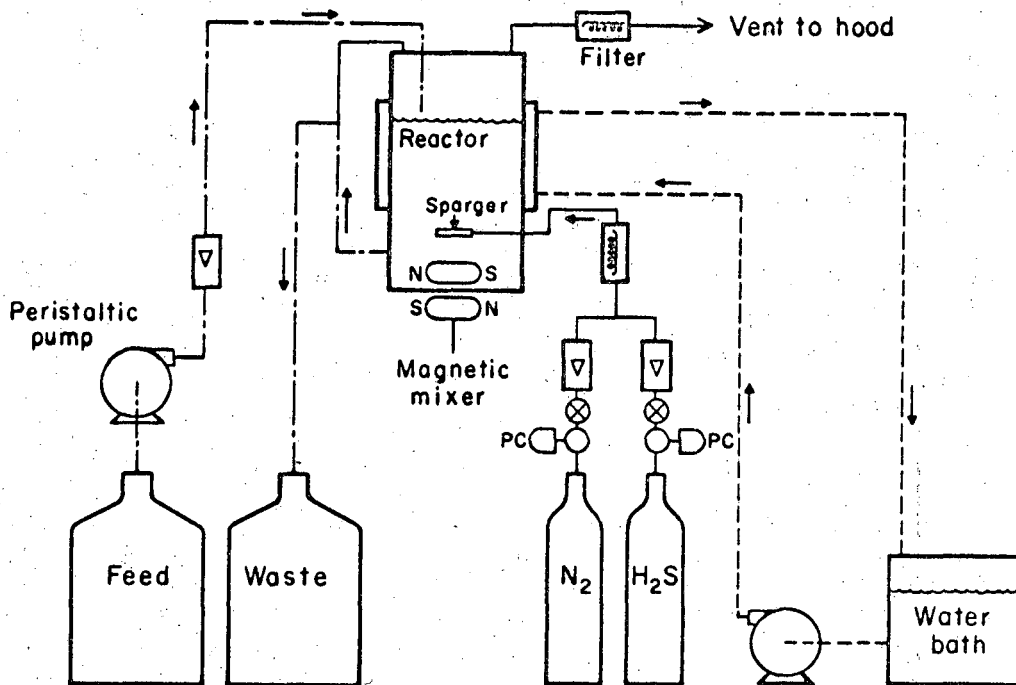 Vent to hood
Filter
Reactor
Sparger
N S
S N
Peristaltic
pump
Magnetic
mixer
PC
PC
Feed
Waste
N₂
H₂S
Water
bath